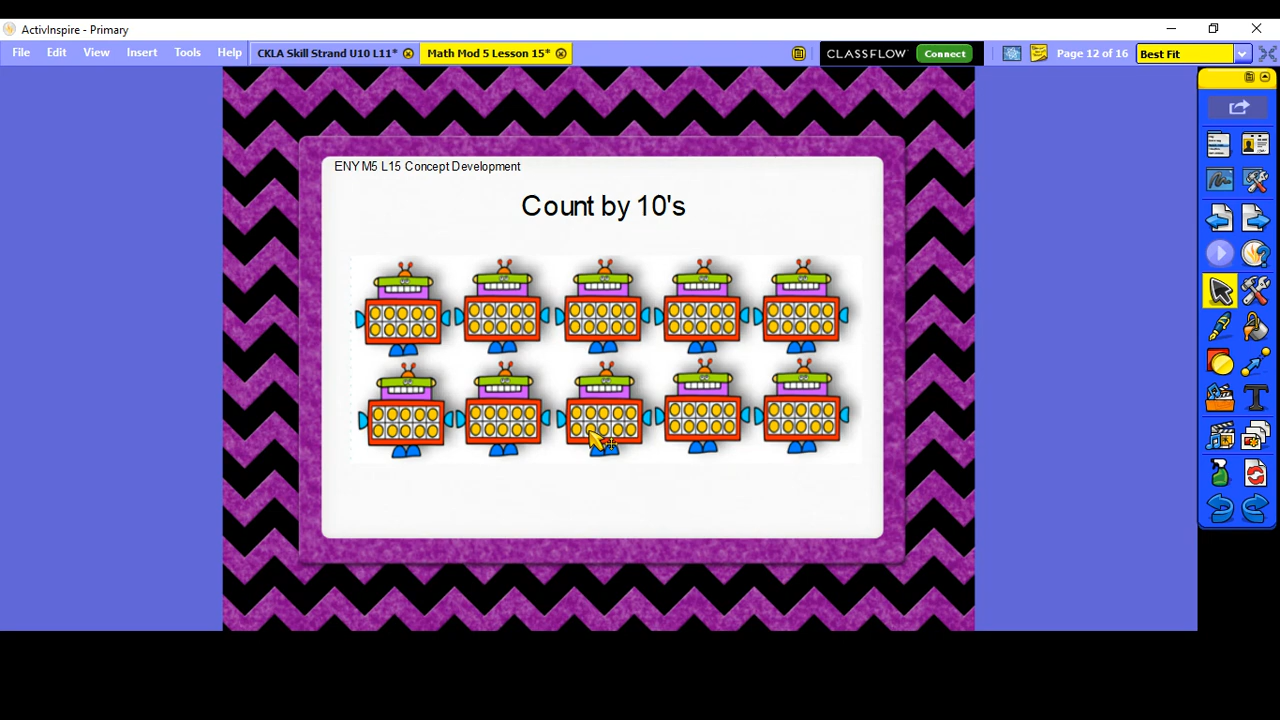 ActivInspire - Primary
File Edit View Insert Tools Help CKLA Skill Strand U10 L11* Math Mod 5 Lesson 15* CLASSFLOW Connect Page 12 of 16 Best Fit
ENY M5 L15 Concept Development
Count by 10's